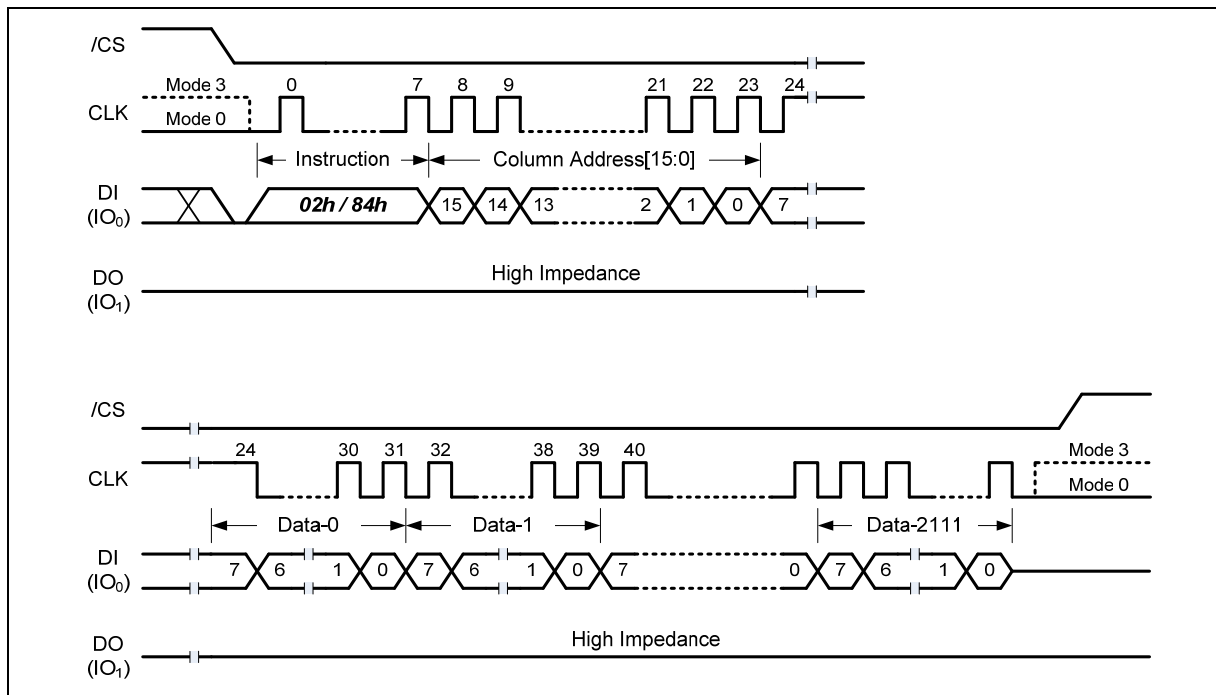 /CS
Mode 3 0 7 8 9 21 22 23 24
CLK
Mode 0
Instruction Column Address[15:0]
DI
(IO₀)
02h / 84h 15 14 13 2 1 0 7
High Impedance
DO
(IO₁)
/CS
24 30 31 32 38 39 40 Mode 3
CLK
Mode 0
Data-0 Data-1 Data-2111
DI
(IO₀)
7 6 1 0 7 6 1 0 7 0 7 6 1 0
High Impedance
DO
(IO₁)